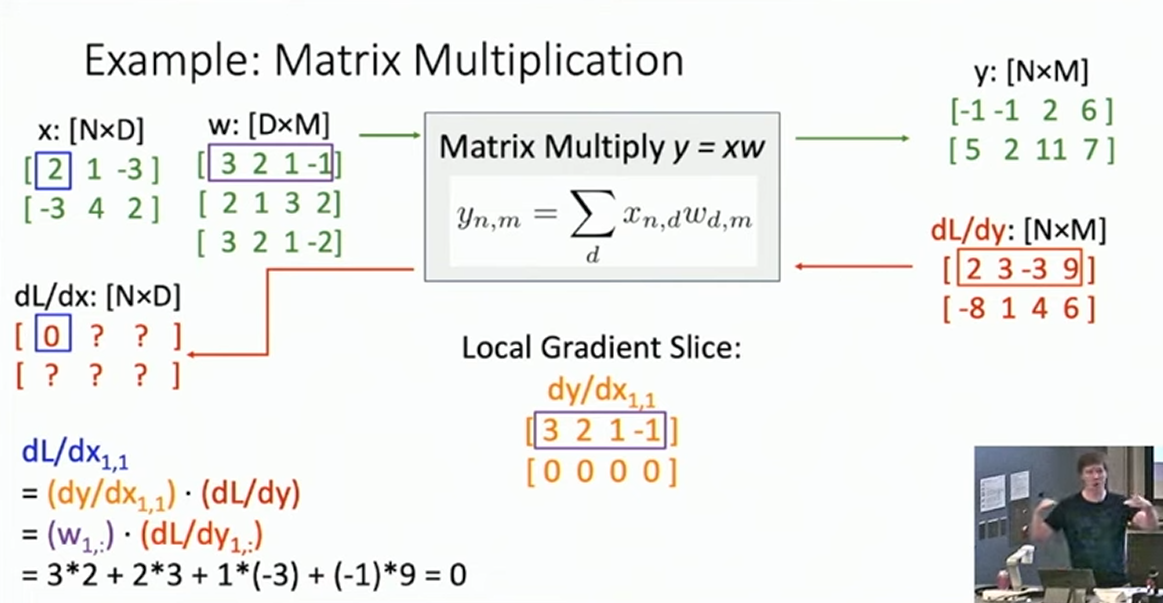 Example: Matrix Multiplication
x: [N×D]
[ 2 1 -3 ]
[ -3 4 2 ]
w: [D×M]
[ 3 2 1 -1]
[ 2 1 3 2]
[ 3 2 1 -2]
Matrix Multiply y = xw
y_{n,m} = ∑_d x_{n,d}w_{d,m}
y: [N×M]
[-1 -1 2 6 ]
[ 5 2 11 7 ]
dL/dy: [N×M]
[ 2 3 -3 9 ]
[ -8 1 4 6 ]
dL/dx: [N×D]
[ 0 ? ? ]
[ ? ? ? ]
Local Gradient Slice:
dy/dx_{1,1}
[ 3 2 1 -1 ]
[ 0 0 0 0 ]
dL/dx_{1,1}
= (dy/dx_{1,1}) · (dL/dy)
= (w_{1,:}) · (dL/dy_{1,:})
= 3*2 + 2*3 + 1*(-3) + (-1)*9 = 0